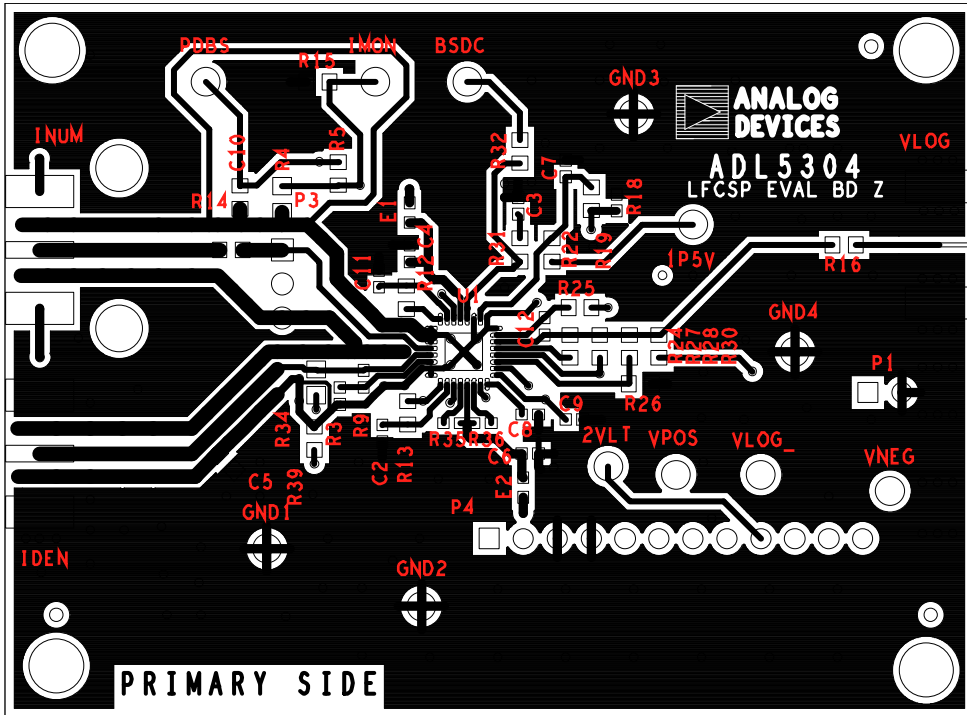 PDBS
IMON
BSDC
R15
GND3
ANALOG
DEVICES
INUM
VLOG
C10
R4
R5
R32
C7
ADL5304
LFCSP EVAL BD Z
R14
P3
E1
C3
R18
C4
R31
R22
R19
1P5V
R16
C11
R12
U1
R25
C12
GND4
R24
R27
R28
R30
P1
R26
R34
R3
R9
C9
C8
R35
R36
2VLT
VPOS
VLOG_
VNEG
C2
R13
C6
C5
R39
E2
P4
GND1
IDEN
GND2
PRIMARY SIDE